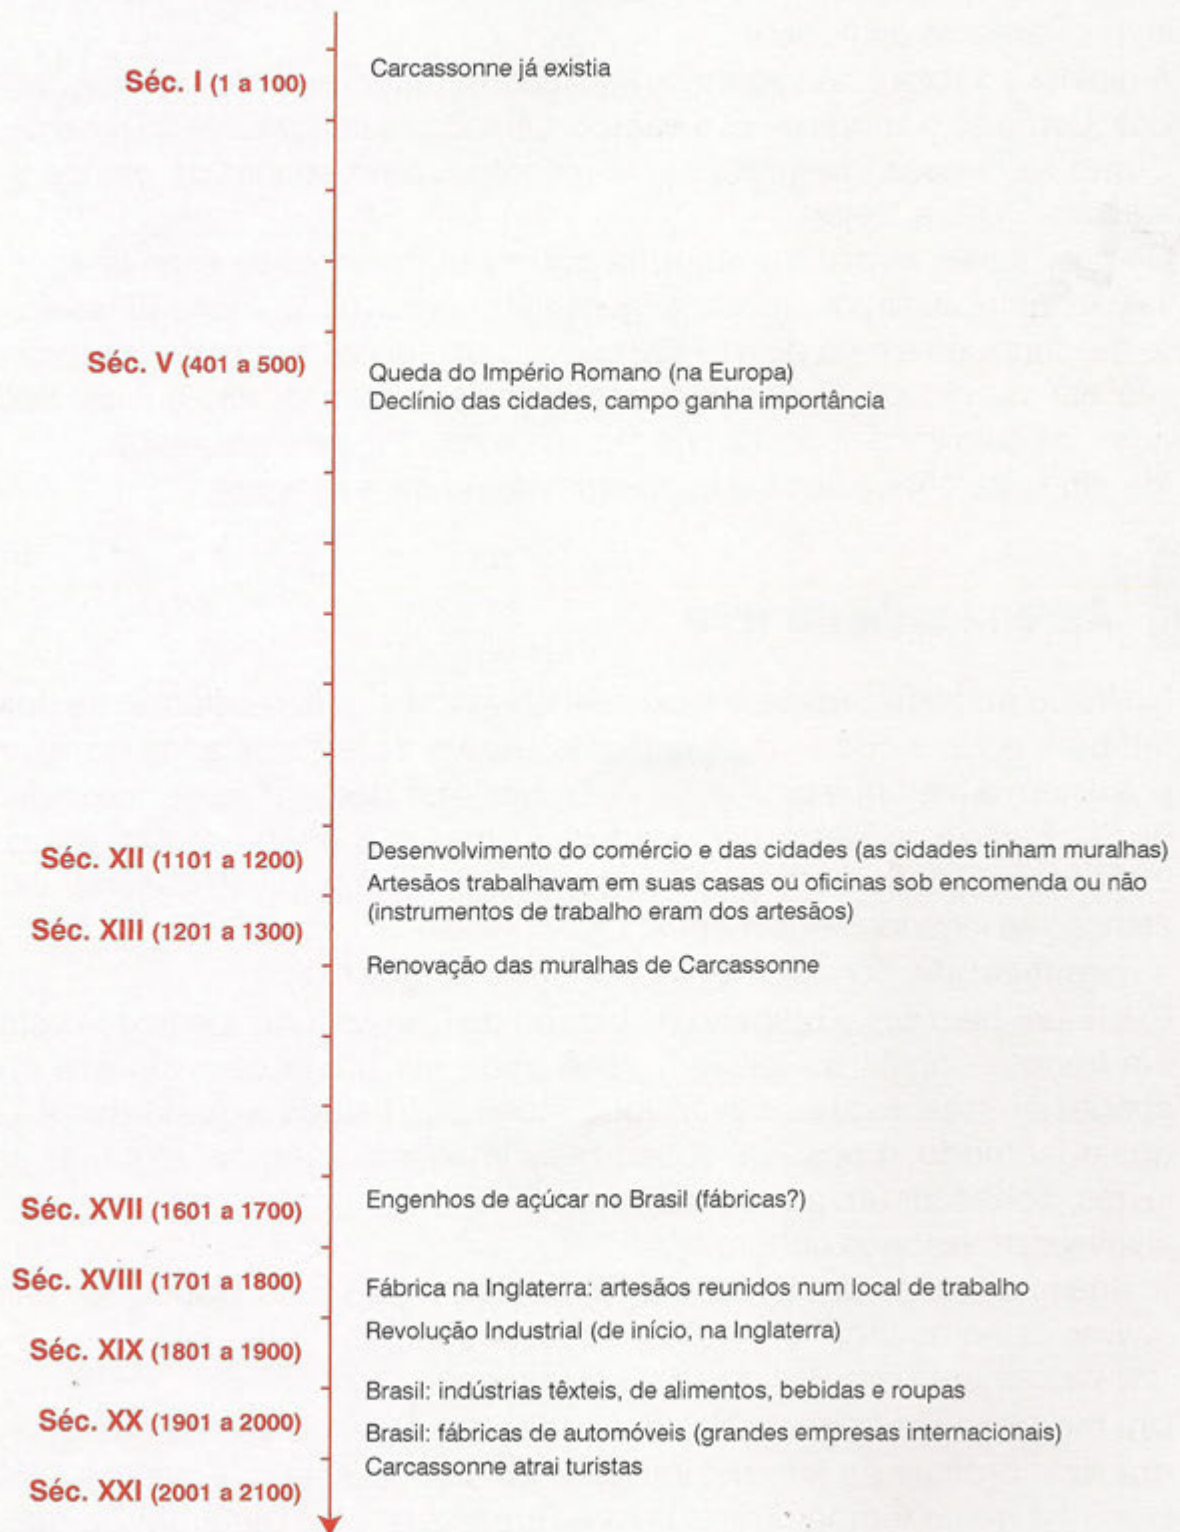 Séc. I (1 a 100)
Carcassonne já existia
Séc. V (401 a 500)
Queda do Império Romano (na Europa)
Declínio das cidades, campo ganha importância
Séc. XII (1101 a 1200)
Desenvolvimento do comércio e das cidades (as cidades tinham muralhas)
Artesãos trabalhavam em suas casas ou oficinas sob encomenda ou não
(instrumentos de trabalho eram dos artesãos)
Séc. XIII (1201 a 1300)
Renovação das muralhas de Carcassonne
Séc. XVII (1601 a 1700)
Engenhos de açúcar no Brasil (fábricas?)
Séc. XVIII (1701 a 1800)
Fábrica na Inglaterra: artesãos reunidos num local de trabalho
Revolução Industrial (de início, na Inglaterra)
Séc. XIX (1801 a 1900)
Brasil: indústrias têxteis, de alimentos, bebidas e roupas
Séc. XX (1901 a 2000)
Brasil: fábricas de automóveis (grandes empresas internacionais)
Carcassonne atrai turistas
Séc. XXI (2001 a 2100)